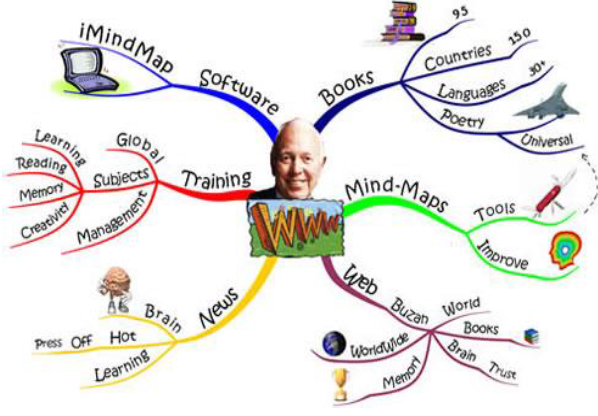 iMindMap
Software
Books
95
Countries
150
Languages
30+
Poetry
Universal
Training
Global
Subjects
Learning
Reading
Memory
Creativity
Management
Mind-Maps
Tools
Improve
WWW
News
Brain
Press Off Hot
Learning
Web
Buzan
World
Books
Brain Trust
WorldWide
Memory